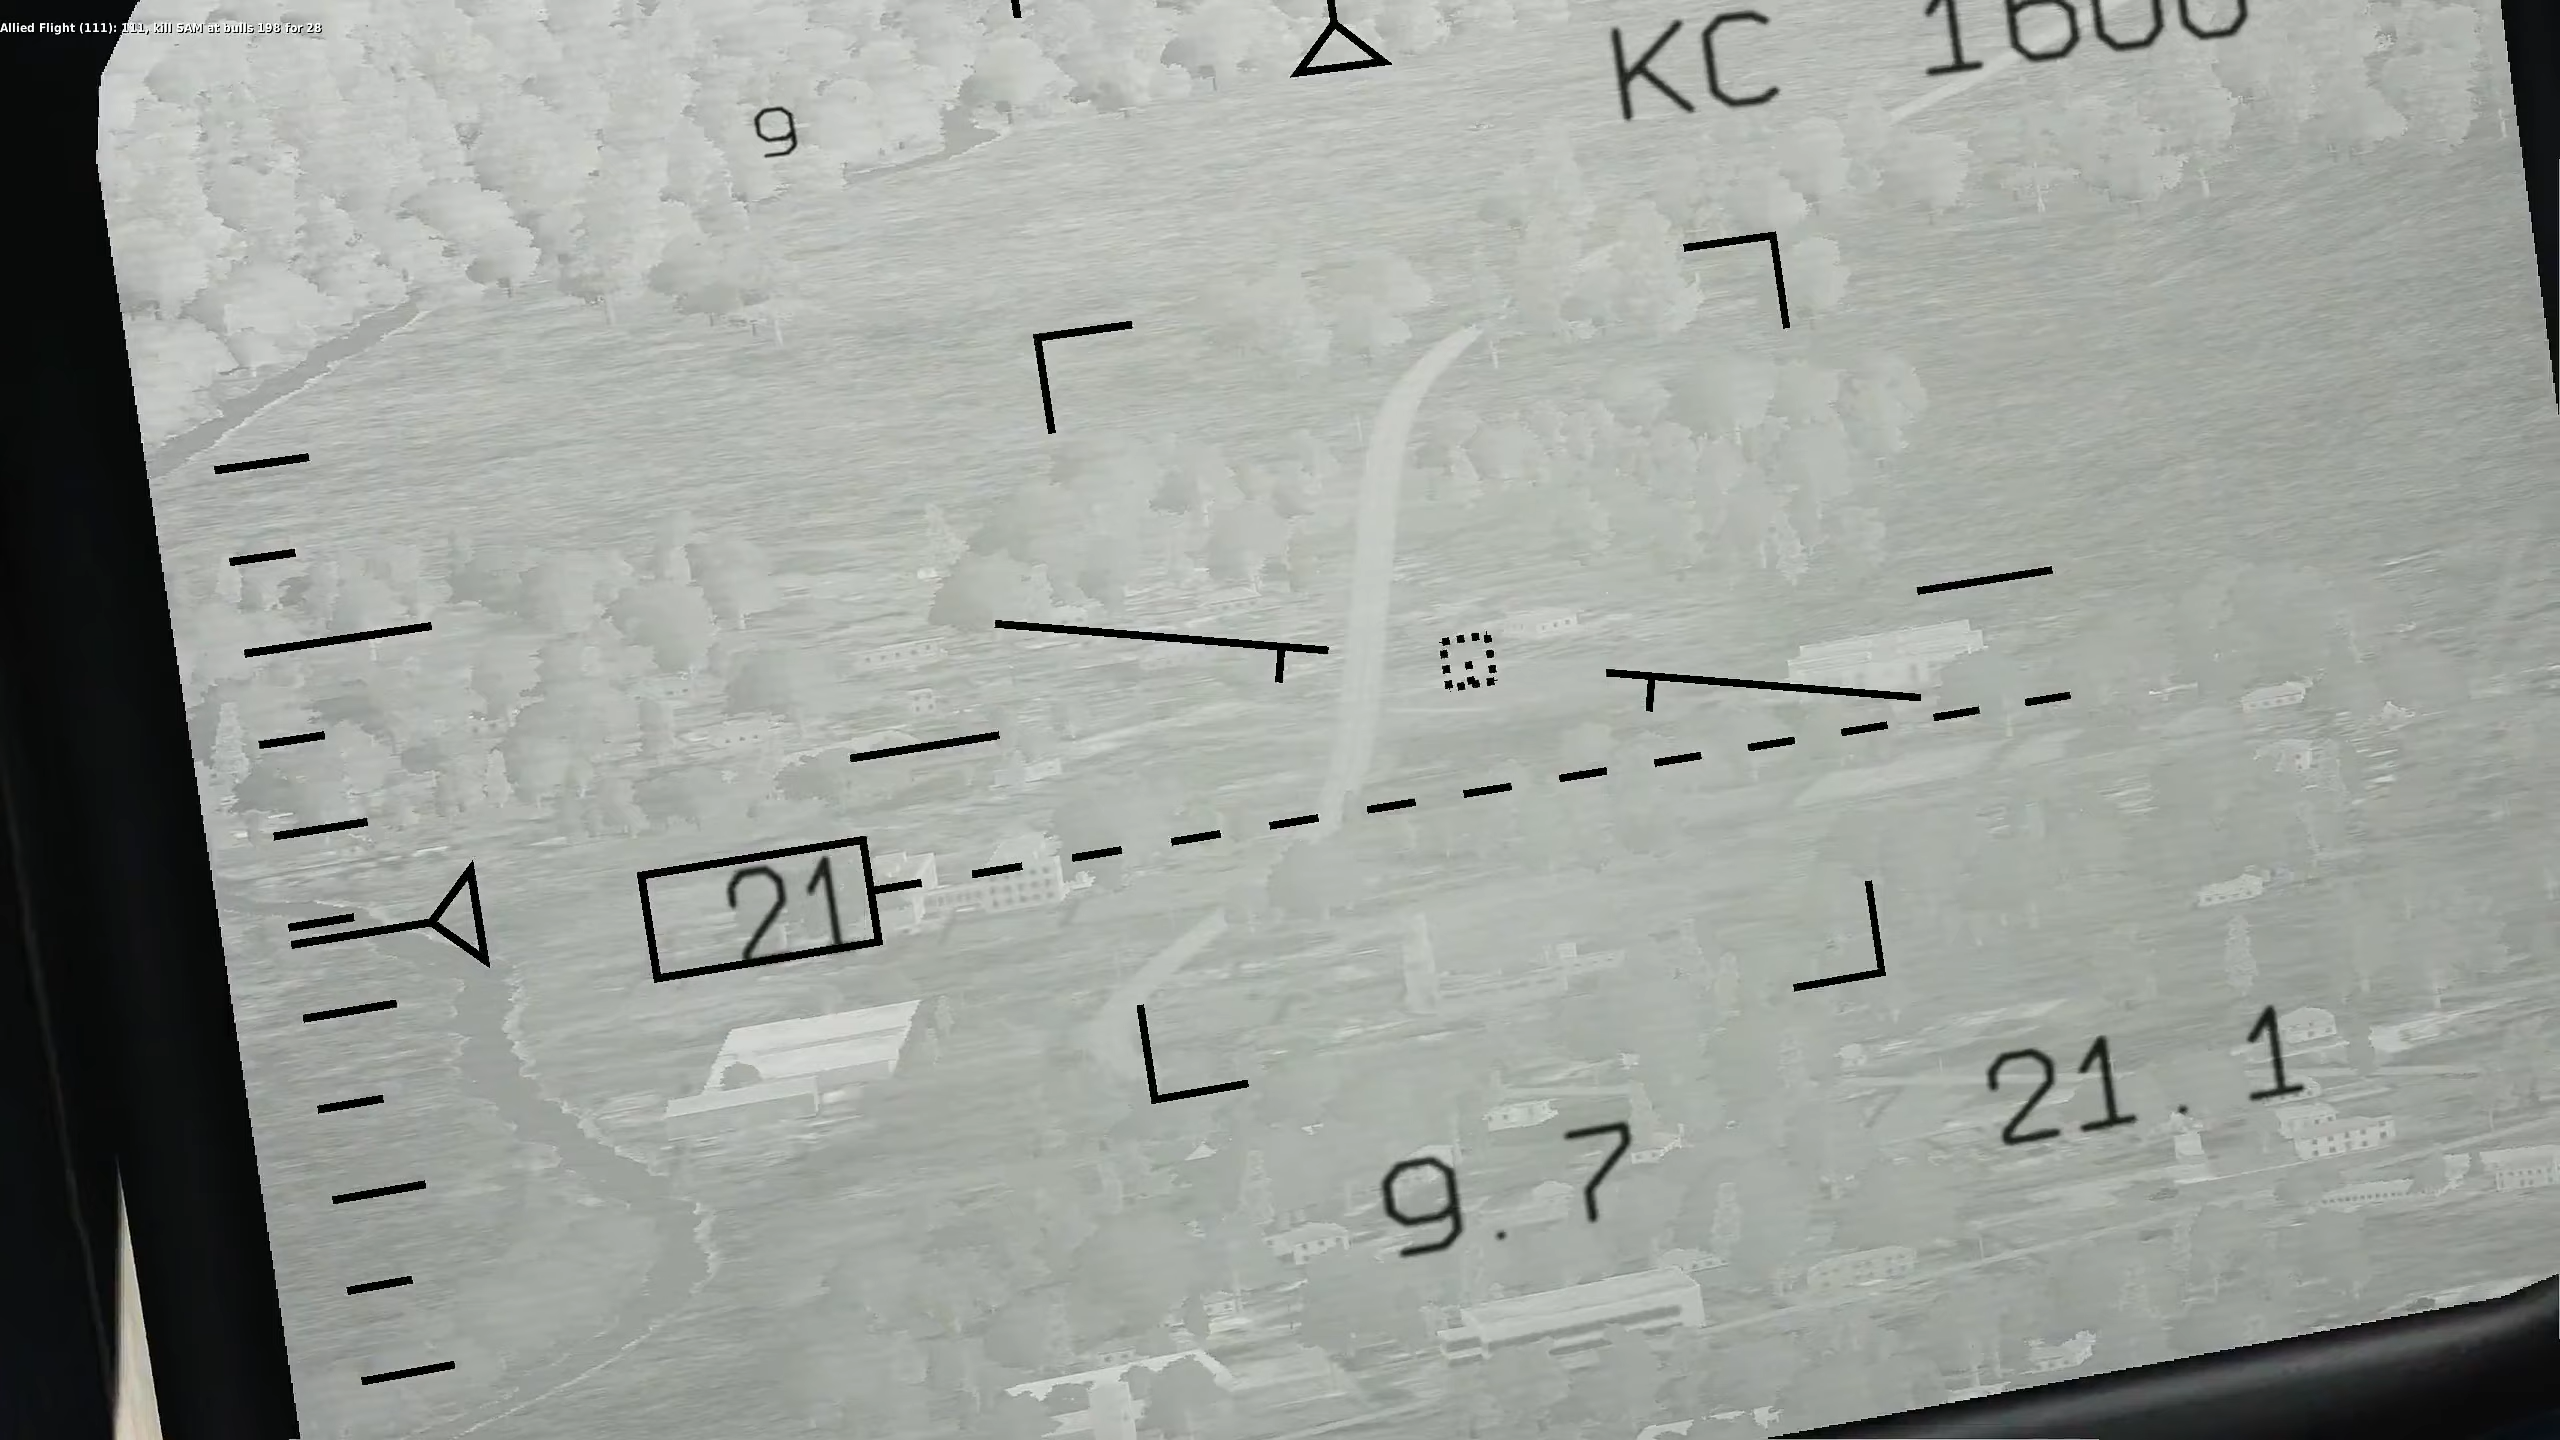 Allied Flight (111): 111, kill SAM at bulls 198 for 28
KC 1600
9
21
21.1
9.7